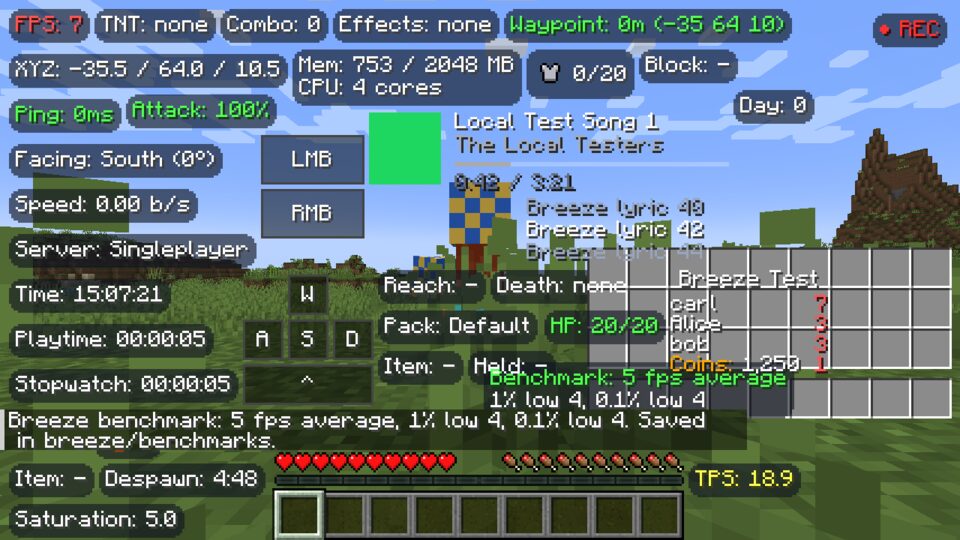 FPS: 7
TNT: none
Combo: 0
Effects: none
Waypoint: 0m (-35 64 10)
REC
XYZ: -35.5 / 64.0 / 10.5
Mem: 753 / 2048 MB
CPU: 4 cores
0/20
Block: -
Day: 0
Ping: 0ms
Attack: 100%
Local Test Song 1
The Local Testers
Facing: South (0°)
LMB
0:42 / 3:21
Speed: 0.00 b/s
RMB
Breeze lyric 40
Breeze lyric 42
Breeze lyric 44
Server: Singleplayer
Breeze Test
Time: 15:07:21
W
Reach: -
Death: none
carl 7
Alice 3
bob 3
Coins: 1,250 1
Playtime: 00:00:05
A
S
D
Pack: Default
HP: 20/20
Item: -
Held: -
Stopwatch: 00:00:05
^
Benchmark: 5 fps average
1% low 4, 0.1% low 4
Breeze benchmark: 5 fps average, 1% low 4, 0.1% low 4. Saved
in breeze/benchmarks.
Item: -
Despawn: 4:48
TPS: 18.9
Saturation: 5.0